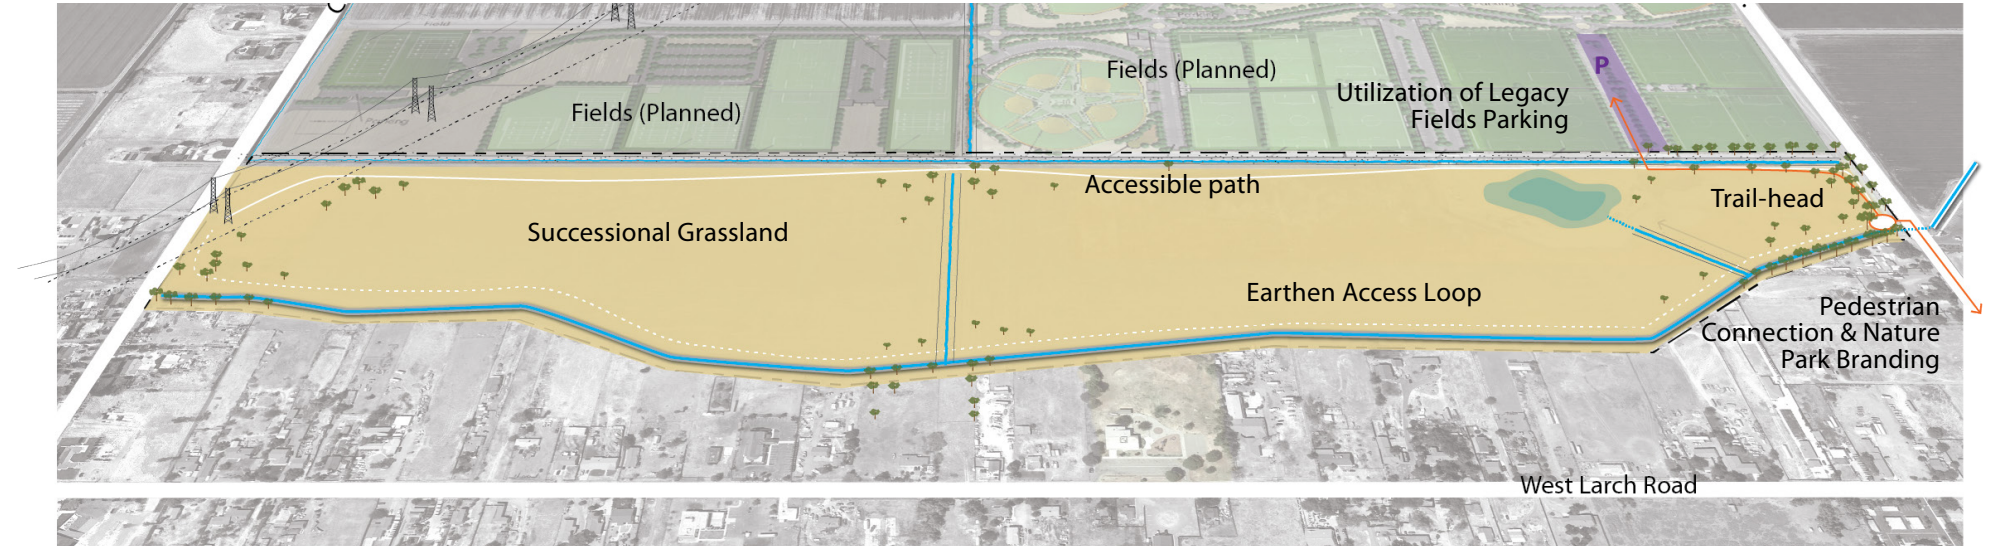 Fields (Planned)
Fields (Planned)
P
Utilization of Legacy
Fields Parking
Accessible path
Trail-head
Successional Grassland
Earthen Access Loop
Pedestrian
Connection & Nature
Park Branding
West Larch Road